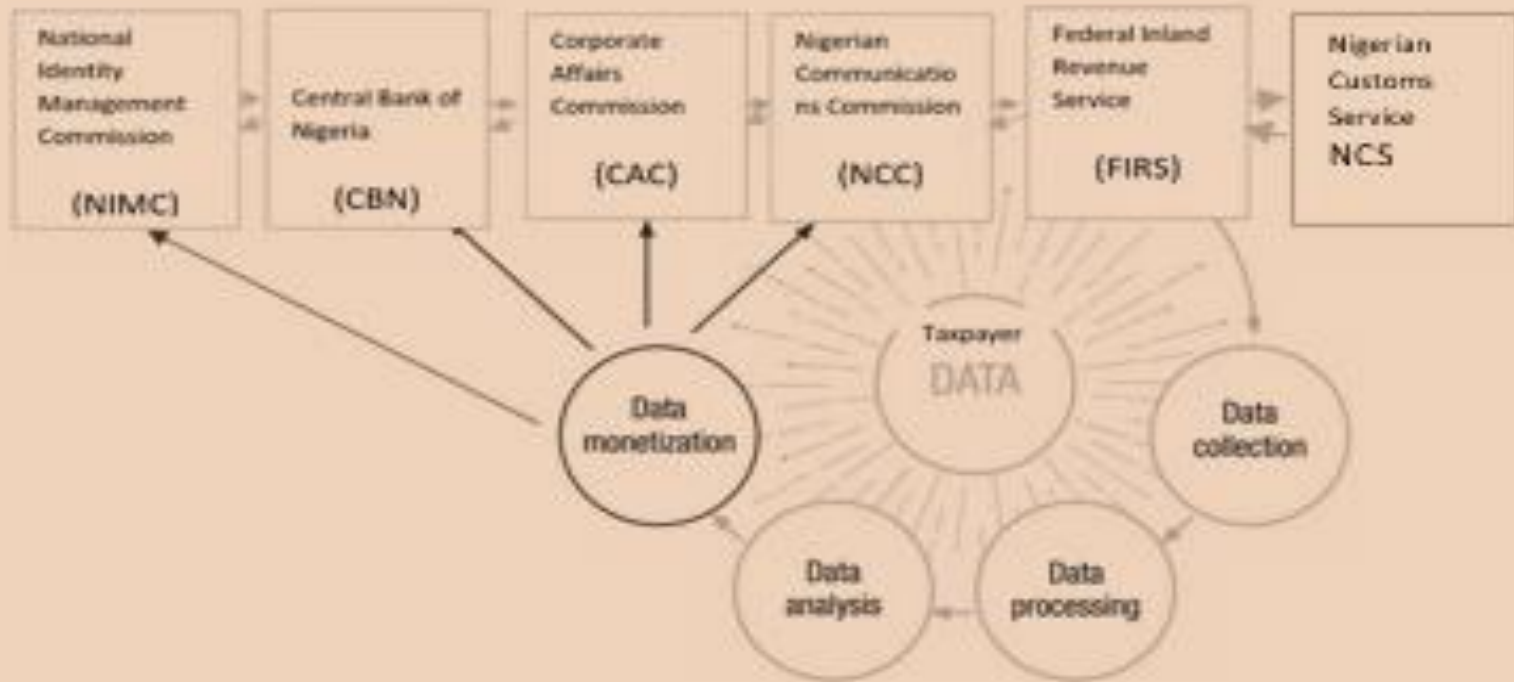 National
Identity
Management
Commission
(NIMC)
Central Bank of
Nigeria
(CBN)
Corporate
Affairs
Commission
(CAC)
Nigerian
Communicatio
ns Commission
(NCC)
Federal Inland
Revenue
Service
(FIRS)
Nigerian
Customs
Service
NCS
Taxpayer
DATA
Data
monetization
Data
collection
Data
analysis
Data
processing